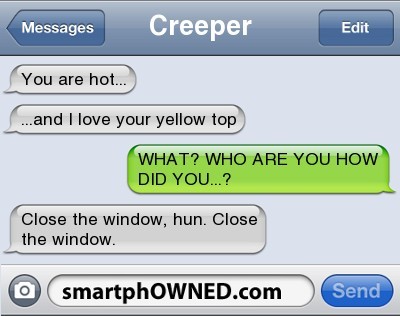 Messages Creeper Edit
You are hot...
...and I love your yellow top
WHAT? WHO ARE YOU HOW
DID YOU...?
Close the window, hun. Close
the window.
smartphOWNED.com Send